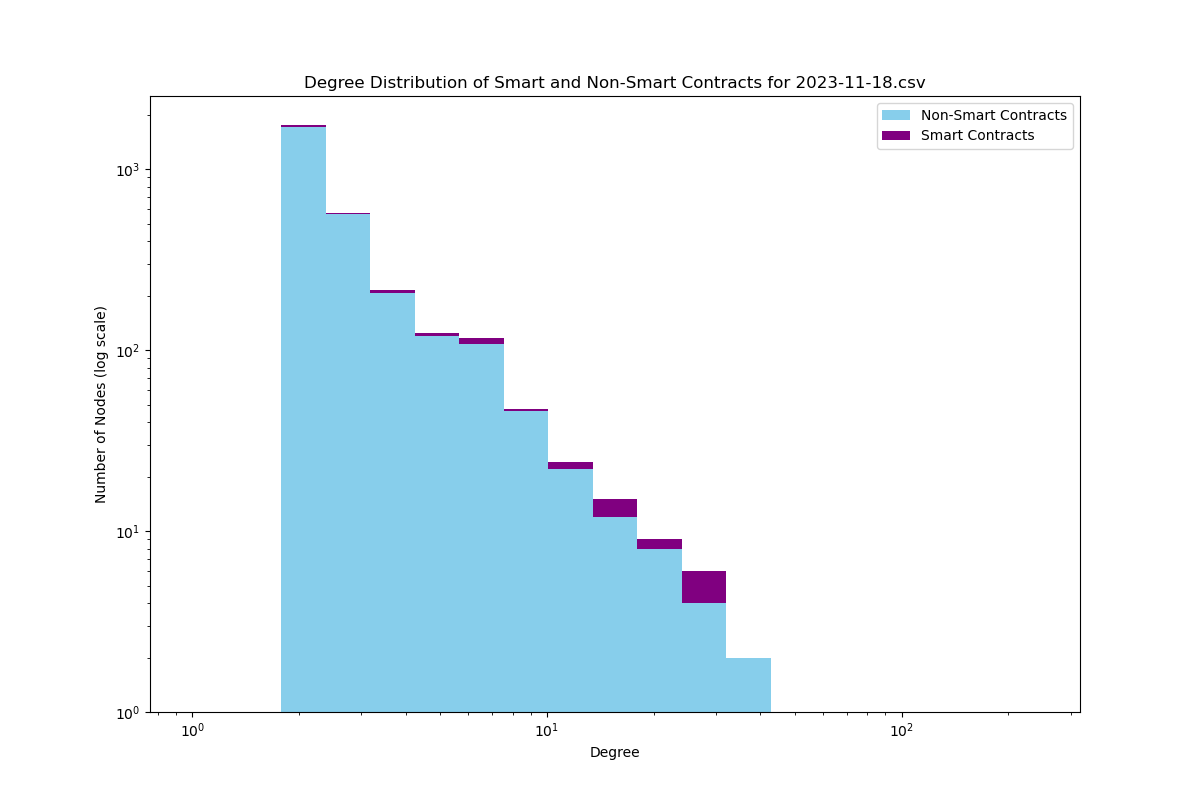 Degree Distribution of Smart and Non-Smart Contracts for 2023-11-18.csv
Non-Smart Contracts
Smart Contracts
Number of Nodes (log scale)
10³
10²
10¹
10⁰
10⁰ 10¹ 10²
Degree